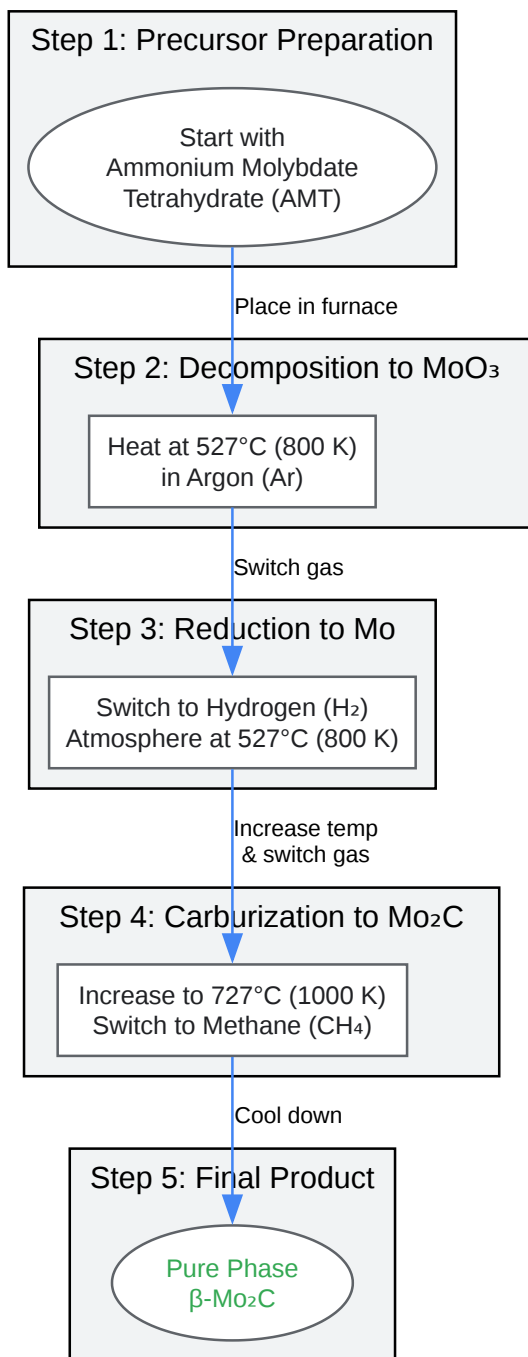 Step 1: Precursor Preparation
Start with
Ammonium Molybdate
Tetrahydrate (AMT)
Place in furnace
Step 2: Decomposition to MoO₃
Heat at 527°C (800 K)
in Argon (Ar)
Switch gas
Step 3: Reduction to Mo
Switch to Hydrogen (H₂)
Atmosphere at 527°C (800 K)
Increase temp
& switch gas
Step 4: Carburization to Mo₂C
Increase to 727°C (1000 K)
Switch to Methane (CH₄)
Cool down
Step 5: Final Product
Pure Phase
β-Mo₂C